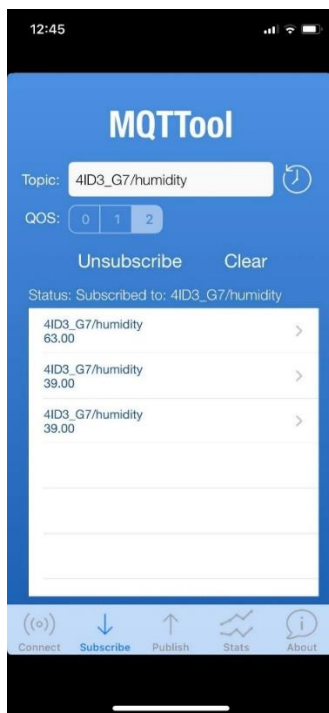 12:45
MQTTool
Topic: 4ID3_G7/humidity
QOS: 0 1 2
Unsubscribe Clear
Status: Subscribed to: 4ID3_G7/humidity
4ID3_G7/humidity
63.00
4ID3_G7/humidity
39.00
4ID3_G7/humidity
39.00
Connect Subscribe Publish Stats About